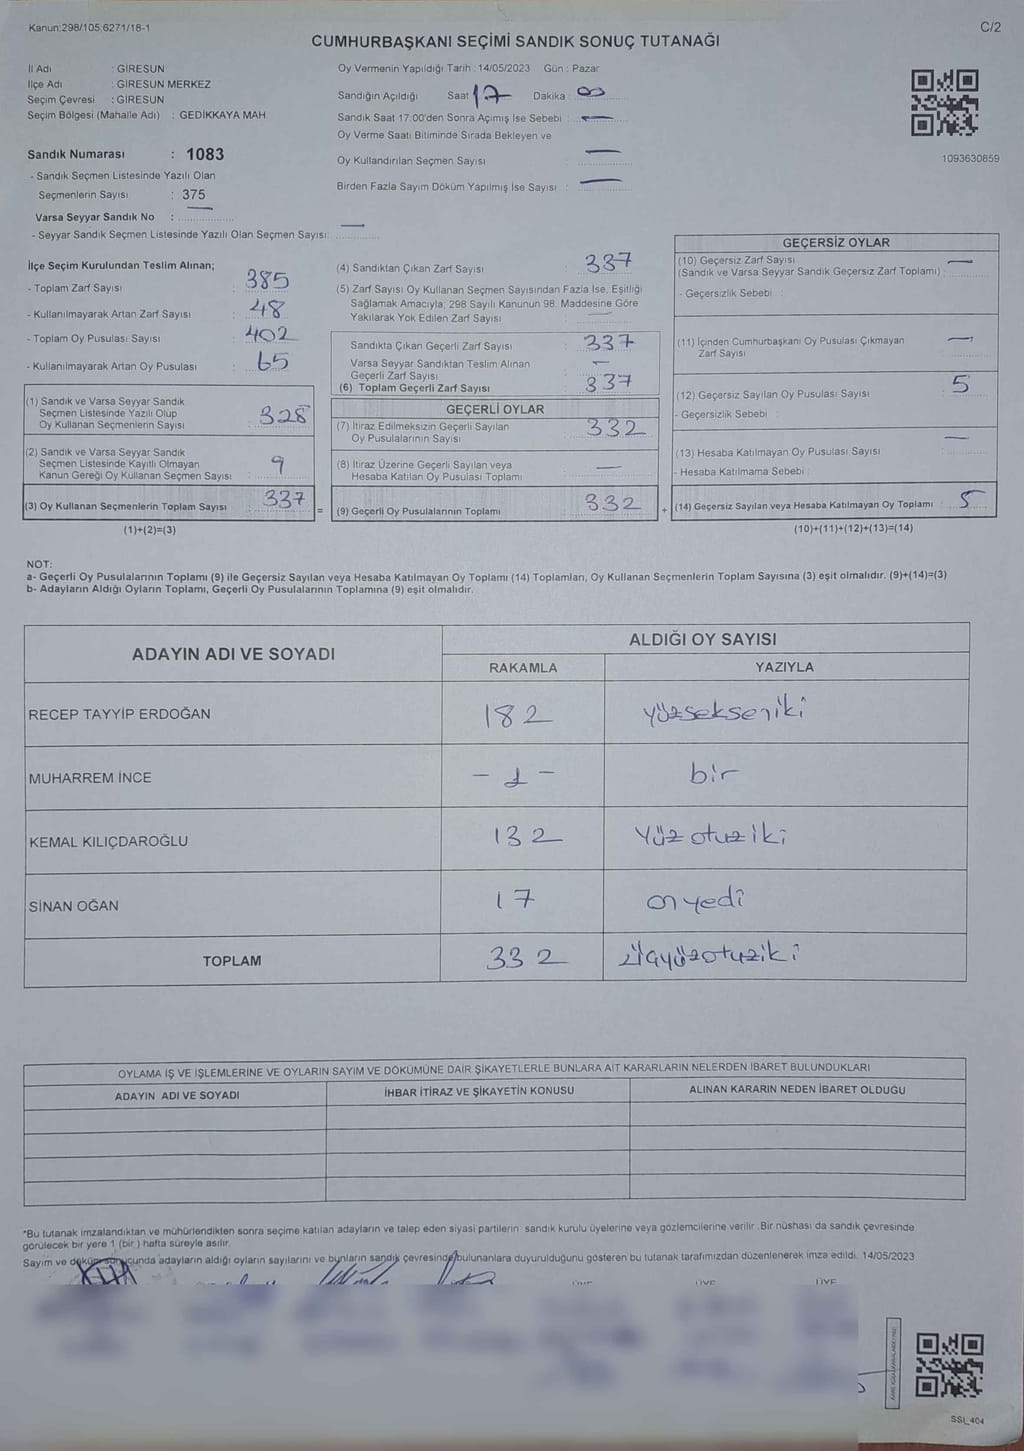 Kanun:298/105;6271/18-1
C/2
CUMHURBAŞKANI SEÇİMİ SANDIK SONUÇ TUTANAĞI
İl Adı : GİRESUN
İlçe Adı : GİRESUN MERKEZ
Seçim Çevresi : GİRESUN
Seçim Bölgesi (Mahalle Adı) : GEDİKKAYA MAH
Sandık Numarası : 1083
- Sandık Seçmen Listesinde Yazılı Olan
Seçmenlerin Sayısı : 375
Varsa Seyyar Sandık No : —
- Seyyar Sandık Seçmen Listesinde Yazılı Olan Seçmen Sayısı: —
Oy Vermenin Yapıldığı Tarih : 14/05/2023 Gün : Pazar
Sandığın Açıldığı Saat 17 Dakika : 00
Sandık Saat 17:00'den Sonra Açımış İse Sebebi : —
Oy Verme Saati Bitiminde Sırada Bekleyen ve
Oy Kullandırılan Seçmen Sayısı : —
Birden Fazla Sayım Döküm Yapılmış İse Sayısı : —
1093630859
İlçe Seçim Kurulundan Teslim Alınan;
- Toplam Zarf Sayısı : 385
- Kullanılmayarak Artan Zarf Sayısı : 48
- Toplam Oy Pusulası Sayısı : 402
- Kullanılmayarak Artan Oy Pusulası : 65
(1) Sandık ve Varsa Seyyar Sandık
Seçmen Listesinde Yazılı Olup
Oy Kullanan Seçmenlerin Sayısı : 328
(2) Sandık ve Varsa Seyyar Sandık
Seçmen Listesinde Kayıtlı Olmayan
Kanun Gereği Oy Kullanan Seçmen Sayısı : 9
(3) Oy Kullanan Seçmenlerin Toplam Sayısı : 337
(1)+(2)=(3)
(4) Sandıktan Çıkan Zarf Sayısı : 337
(5) Zarf Sayısı Oy Kullanan Seçmen Sayısından Fazla İse, Eşitliği
Sağlamak Amacıyla; 298 Sayılı Kanunun 98. Maddesine Göre
Yakılarak Yok Edilen Zarf Sayısı : —
Sandıkta Çıkan Geçerli Zarf Sayısı : 337
Varsa Seyyar Sandıktan Teslim Alınan
Geçerli Zarf Sayısı : —
(6) Toplam Geçerli Zarf Sayısı : 337
GEÇERLİ OYLAR
(7) İtiraz Edilmeksizin Geçerli Sayılan
Oy Pusulalarının Sayısı : 332
(8) İtiraz Üzerine Geçerli Sayılan veya
Hesaba Katılan Oy Pusulası Toplamı : —
= (9) Geçerli Oy Pusulalarının Toplamı : 332
GEÇERSİZ OYLAR
(10) Geçersiz Zarf Sayısı
(Sandık ve Varsa Seyyar Sandık Geçersiz Zarf Toplamı) : —
- Geçersizlik Sebebi :
(11) İçinden Cumhurbaşkanı Oy Pusulası Çıkmayan
Zarf Sayısı : —
(12) Geçersiz Sayılan Oy Pusulası Sayısı : 5
- Geçersizlik Sebebi :
(13) Hesaba Katılmayan Oy Pusulası Sayısı : —
- Hesaba Katılmama Sebebi :
+ (14) Geçersiz Sayılan veya Hesaba Katılmayan Oy Toplamı : 5
(10)+(11)+(12)+(13)=(14)
NOT:
a- Geçerli Oy Pusulalarının Toplamı (9) ile Geçersiz Sayılan veya Hesaba Katılmayan Oy Toplamı (14) Toplamları, Oy Kullanan Seçmenlerin Toplam Sayısına (3) eşit olmalıdır. (9)+(14)=(3)
b- Adayların Aldığı Oyların Toplamı, Geçerli Oy Pusulalarının Toplamına (9) eşit olmalıdır.
ADAYIN ADI VE SOYADI
ALDIĞI OY SAYISI
RAKAMLA YAZIYLA
RECEP TAYYİP ERDOĞAN 182 Yüzsekseniki
MUHARREM İNCE - 1 - bir
KEMAL KILIÇDAROĞLU 132 Yüz otuz iki
SİNAN OĞAN 17 onyedi
TOPLAM 332 üçyüzotuziki
OYLAMA İŞ VE İŞLEMLERİNE VE OYLARIN SAYIM VE DÖKÜMÜNE DAİR ŞİKAYETLERLE BUNLARA AİT KARARLARIN NELERDEN İBARET BULUNDUKLARI
ADAYIN ADI VE SOYADI İHBAR İTİRAZ VE ŞİKAYETİN KONUSU ALINAN KARARIN NEDEN İBARET OLDUĞU
*Bu tutanak imzalandıktan ve mühürlendikten sonra seçime katılan adayların ve talep eden siyasi partilerin sandık kurulu üyelerine veya gözlemcilerine verilir .Bir nüshası da sandık çevresinde
görülecek bir yere 1 (bir ) hafta süreyle asılır.
Sayım ve döküm sonucunda adayların aldığı oyların sayılarını ve bunların sandık çevresinde bulunanlara duyurulduğunu gösteren bu tutanak tarafımızdan düzenlenerek imza edildi. 14/05/2023
ÜYE ÜYE ÜYE
SSI_404